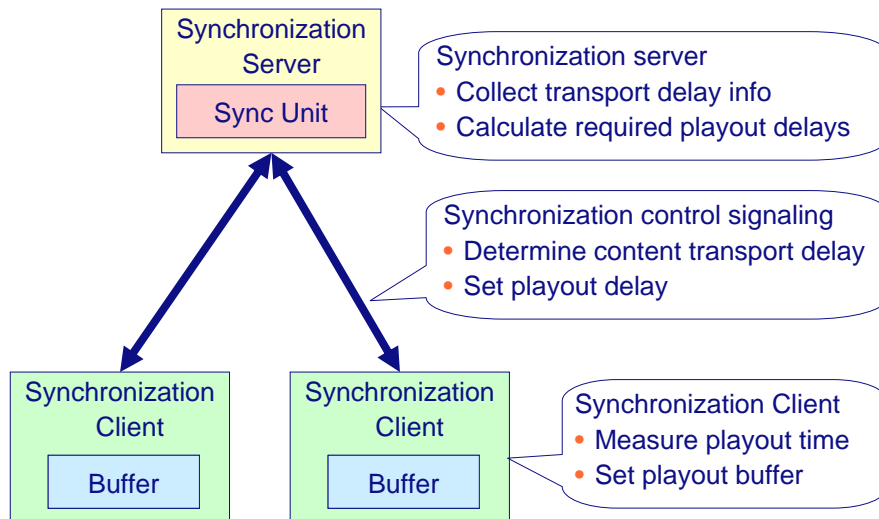 Synchronization
Server
Sync Unit
Synchronization server
• Collect transport delay info
• Calculate required playout delays
Synchronization control signaling
• Determine content transport delay
• Set playout delay
Synchronization
Client
Buffer
Synchronization
Client
Buffer
Synchronization Client
• Measure playout time
• Set playout buffer